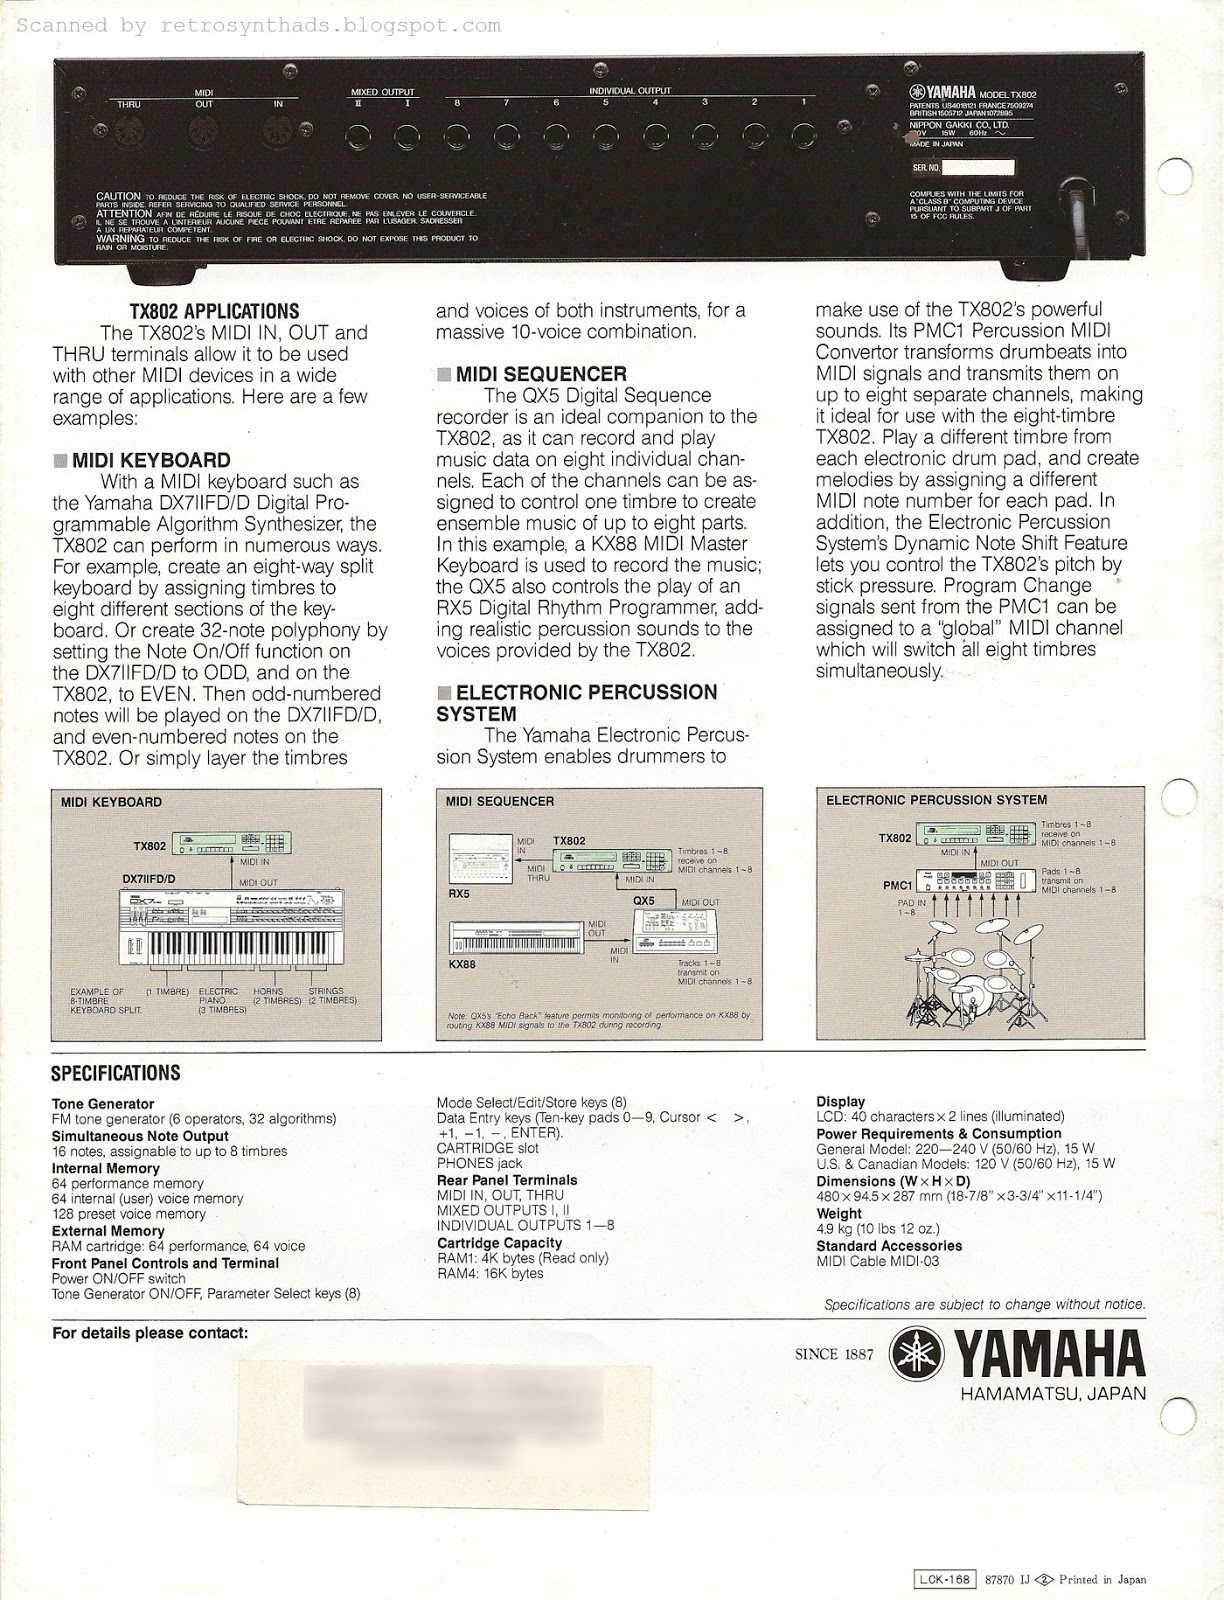 Scanned by retrosynthads.blogspot.com
MIDI
THRU OUT IN
MIXED OUTPUT
II I
INDIVIDUAL OUTPUT
8 7 6 5 4 3 2 1
YAMAHA MODEL TX802
PATENTS US4018121 FRANCE7509274
BRITISH1505712 JAPAN1072695
NIPPON GAKKI CO., LTD.
15W 60Hz
MADE IN JAPAN
SER. NO.
COMPLIES WITH THE LIMITS FOR
A "CLASS B" COMPUTING DEVICE
PURSUANT TO SUBPART J OF PART
15 OF FCC RULES.
CAUTION TO REDUCE THE RISK OF ELECTRIC SHOCK, DO NOT REMOVE COVER. NO USER-SERVICEABLE
PARTS INSIDE. REFER SERVICING TO QUALIFIED SERVICE PERSONNEL.
ATTENTION AFIN DE RÉDUIRE LE RISQUE DE CHOC ELECTRIQUE, NE PAS ENLEVER LE COUVERCLE.
IL NE SE TROUVE A L'INTERIEUR AUCUNE PIÈCE POUVANT ETRE REPARÉE PAR L'USAGER. S'ADRESSER
A UN REPARATEUR COMPETENT.
WARNING TO REDUCE THE RISK OF FIRE OR ELECTRIC SHOCK, DO NOT EXPOSE THIS PRODUCT TO
RAIN OR MOISTURE.
TX802 APPLICATIONS
The TX802's MIDI IN, OUT and
THRU terminals allow it to be used
with other MIDI devices in a wide
range of applications. Here are a few
examples:
MIDI KEYBOARD
With a MIDI keyboard such as
the Yamaha DX7IIFD/D Digital Pro-
grammable Algorithm Synthesizer, the
TX802 can perform in numerous ways.
For example, create an eight-way split
keyboard by assigning timbres to
eight different sections of the key-
board. Or create 32-note polyphony by
setting the Note On/Off function on
the DX7IIFD/D to ODD, and on the
TX802, to EVEN. Then odd-numbered
notes will be played on the DX7IIFD/D,
and even-numbered notes on the
TX802. Or simply layer the timbres
and voices of both instruments, for a
massive 10-voice combination.
MIDI SEQUENCER
The QX5 Digital Sequence
recorder is an ideal companion to the
TX802, as it can record and play
music data on eight individual chan-
nels. Each of the channels can be as-
signed to control one timbre to create
ensemble music of up to eight parts.
In this example, a KX88 MIDI Master
Keyboard is used to record the music;
the QX5 also controls the play of an
RX5 Digital Rhythm Programmer, add-
ing realistic percussion sounds to the
voices provided by the TX802.
ELECTRONIC PERCUSSION
SYSTEM
The Yamaha Electronic Percus-
sion System enables drummers to
make use of the TX802's powerful
sounds. Its PMC1 Percussion MIDI
Convertor transforms drumbeats into
MIDI signals and transmits them on
up to eight separate channels, making
it ideal for use with the eight-timbre
TX802. Play a different timbre from
each electronic drum pad, and create
melodies by assigning a different
MIDI note number for each pad. In
addition, the Electronic Percussion
System's Dynamic Note Shift Feature
lets you control the TX802's pitch by
stick pressure. Program Change
signals sent from the PMC1 can be
assigned to a "global" MIDI channel
which will switch all eight timbres
simultaneously.
MIDI KEYBOARD
TX802
MIDI IN
DX7IIFD/D
MIDI OUT
EXAMPLE OF
8-TIMBRE
KEYBOARD SPLIT.
(1 TIMBRE)
ELECTRIC
PIANO
(3 TIMBRES)
HORNS
(2 TIMBRES)
STRINGS
(2 TIMBRES)
MIDI SEQUENCER
MIDI
IN
TX802
MIDI
THRU
Timbres 1~8
receive on
MIDI channels 1~8
MIDI IN
RX5
QX5
MIDI OUT
MIDI
OUT
MIDI
IN
KX88
Tracks 1~8
transmit on
MIDI channels 1~8
Note: QX5's "Echo Back" feature permits monitoring of performance on KX88 by
routing KX88 MIDI signals to the TX802 during recording.
ELECTRONIC PERCUSSION SYSTEM
TX802
Timbres 1~8
receive on
MIDI channels 1~8
MIDI IN
MIDI OUT
PMC1
Pads 1~8
transmit on
MIDI channels 1~8
PAD IN
1~8
SPECIFICATIONS
Tone Generator
FM tone generator (6 operators, 32 algorithms)
Simultaneous Note Output
16 notes, assignable to up to 8 timbres
Internal Memory
64 performance memory
64 internal (user) voice memory
128 preset voice memory
External Memory
RAM cartridge: 64 performance, 64 voice
Front Panel Controls and Terminal
Power ON/OFF switch
Tone Generator ON/OFF, Parameter Select keys (8)
Mode Select/Edit/Store keys (8)
Data Entry keys (Ten-key pads 0—9, Cursor < >,
+1, −1, −, ENTER).
CARTRIDGE slot
PHONES jack
Rear Panel Terminals
MIDI IN, OUT, THRU
MIXED OUTPUTS I, II
INDIVIDUAL OUTPUTS 1—8
Cartridge Capacity
RAM1: 4K bytes (Read only)
RAM4: 16K bytes
Display
LCD: 40 characters × 2 lines (illuminated)
Power Requirements & Consumption
General Model: 220—240 V (50/60 Hz), 15 W
U.S. & Canadian Models: 120 V (50/60 Hz), 15 W
Dimensions (W × H × D)
480 × 94.5 × 287 mm (18-7/8" × 3-3/4" × 11-1/4")
Weight
4.9 kg (10 lbs 12 oz.)
Standard Accessories
MIDI Cable MIDI-03
Specifications are subject to change without notice.
For details please contact:
SINCE 1887 YAMAHA
HAMAMATSU, JAPAN
LCK-168 87870 IJ 2 Printed in Japan